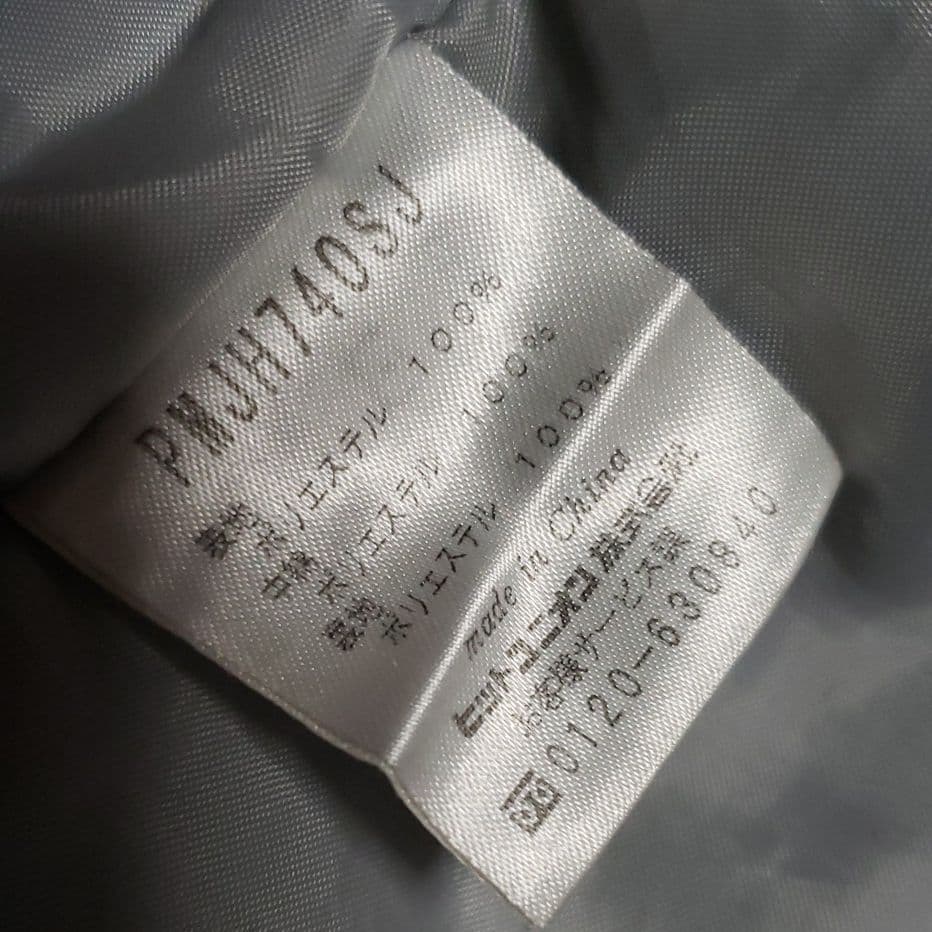 PMJH740SJ
表地 ポリエステル 100%
中綿 ポリエステル 100%
裏地 ポリエステル 100%
made in China
ヒットユニオン株式会社
お客様サービス課
0120-630840